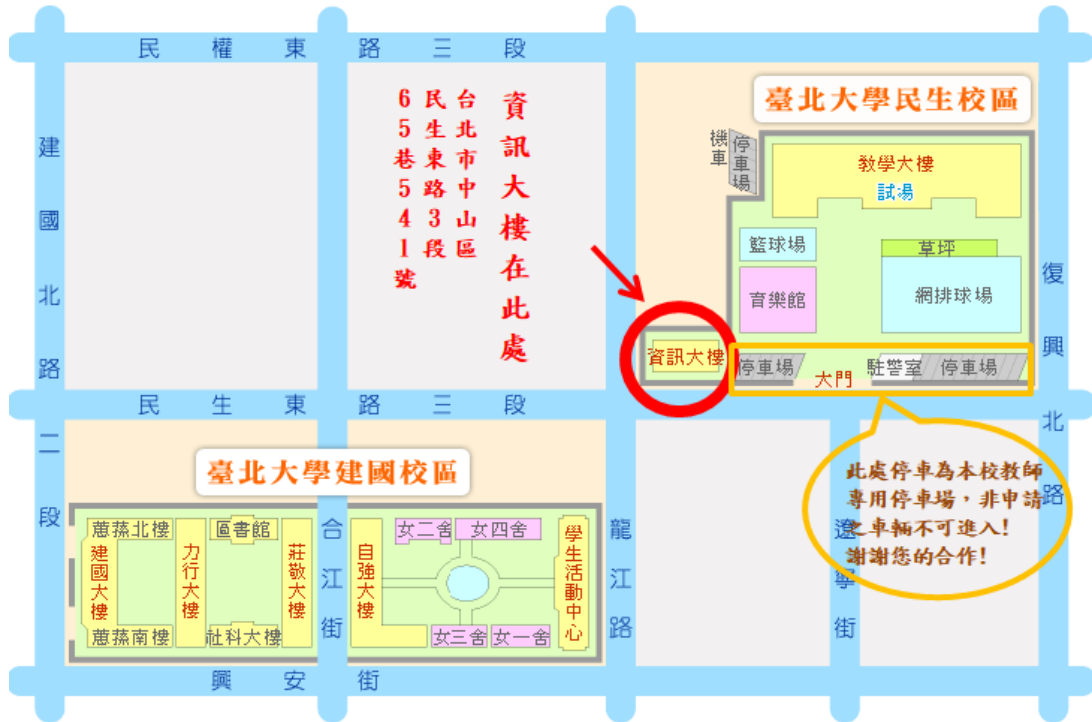 民權東路三段
臺北大學民生校區
資訊大樓在此處
台北市中山區
民生東路3段
65巷5541號
機車
停車場
教學大樓
試場
建國北路二段
籃球場
草坪
育樂館
網排球場
復興北路
資訊大樓
停車場
大門
駐警室
停車場
民生東路三段
此處停車為本校教師
專用停車場，非申請
之車輛不可進入!
謝謝您的合作!
臺北大學建國校區
蔥蓀北樓
圖書館
合江街
女二舍
女四舍
龍江路
遼寧街
建國大樓
力行大樓
莊敬大樓
自強大樓
學生活動中心
蔥蓀南樓
社科大樓
女三舍
女一舍
興安街